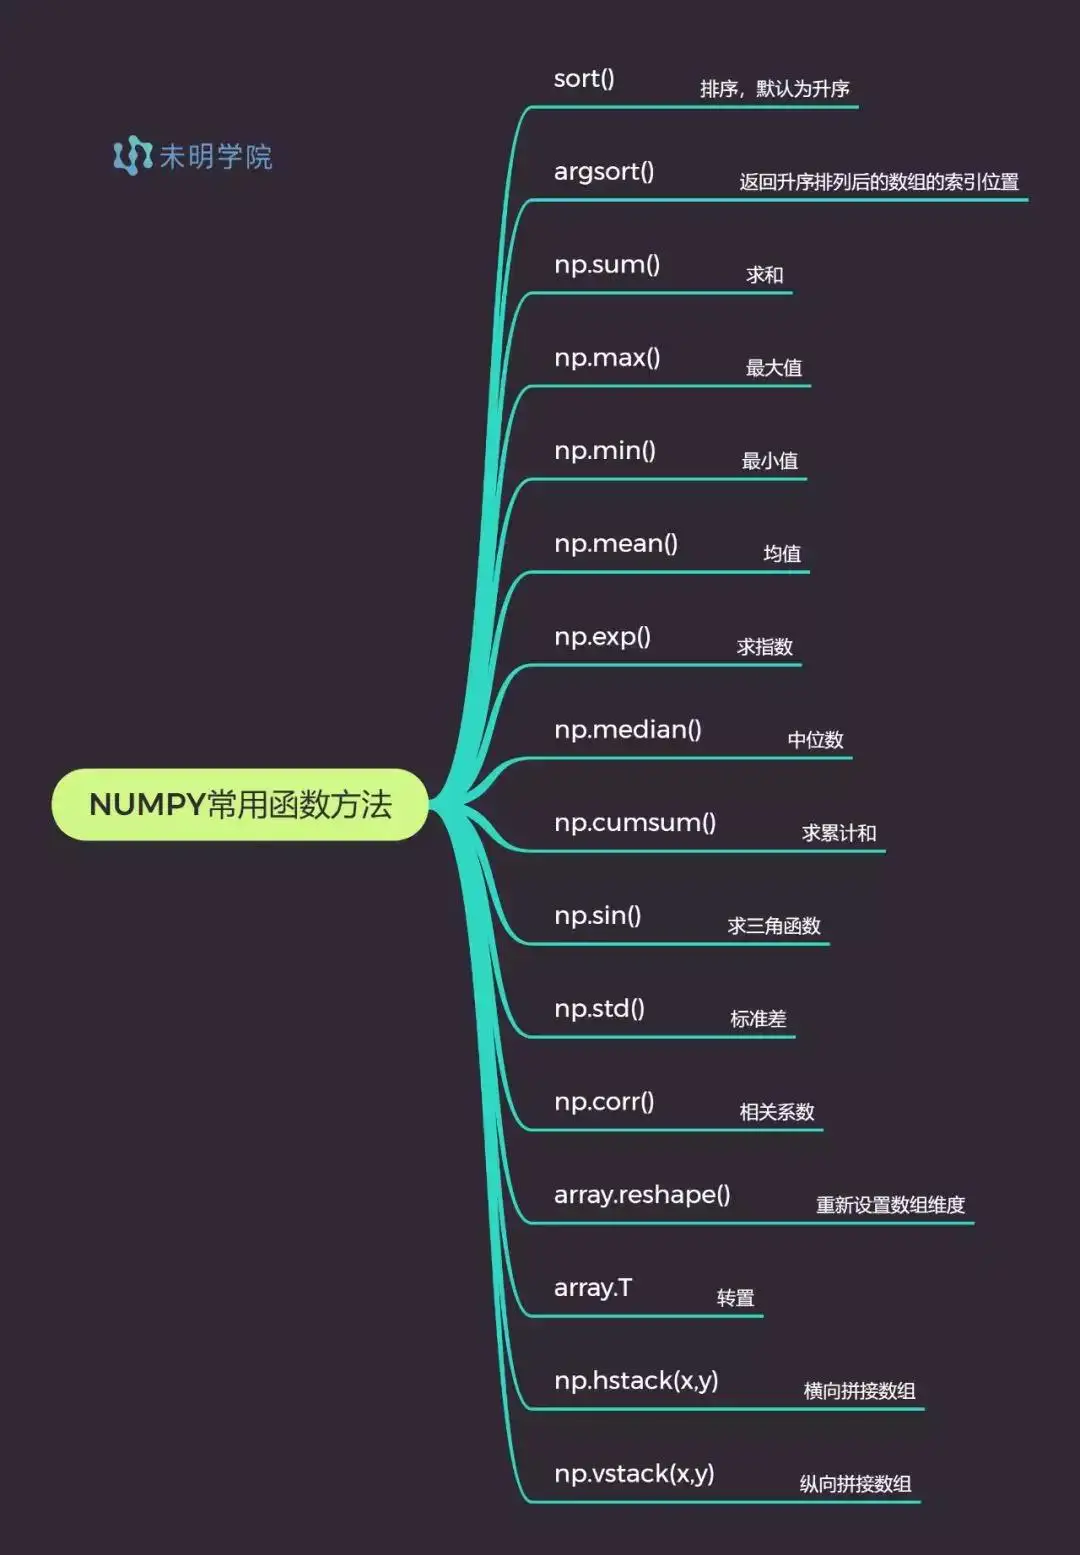 未明学院
sort() 排序，默认为升序
argsort() 返回升序排列后的数组的索引位置
np.sum() 求和
np.max() 最大值
np.min() 最小值
np.mean() 均值
np.exp() 求指数
np.median() 中位数
NUMPY常用函数方法
np.cumsum() 求累计和
np.sin() 求三角函数
np.std() 标准差
np.corr() 相关系数
array.reshape() 重新设置数组维度
array.T 转置
np.hstack(x,y) 横向拼接数组
np.vstack(x,y) 纵向拼接数组